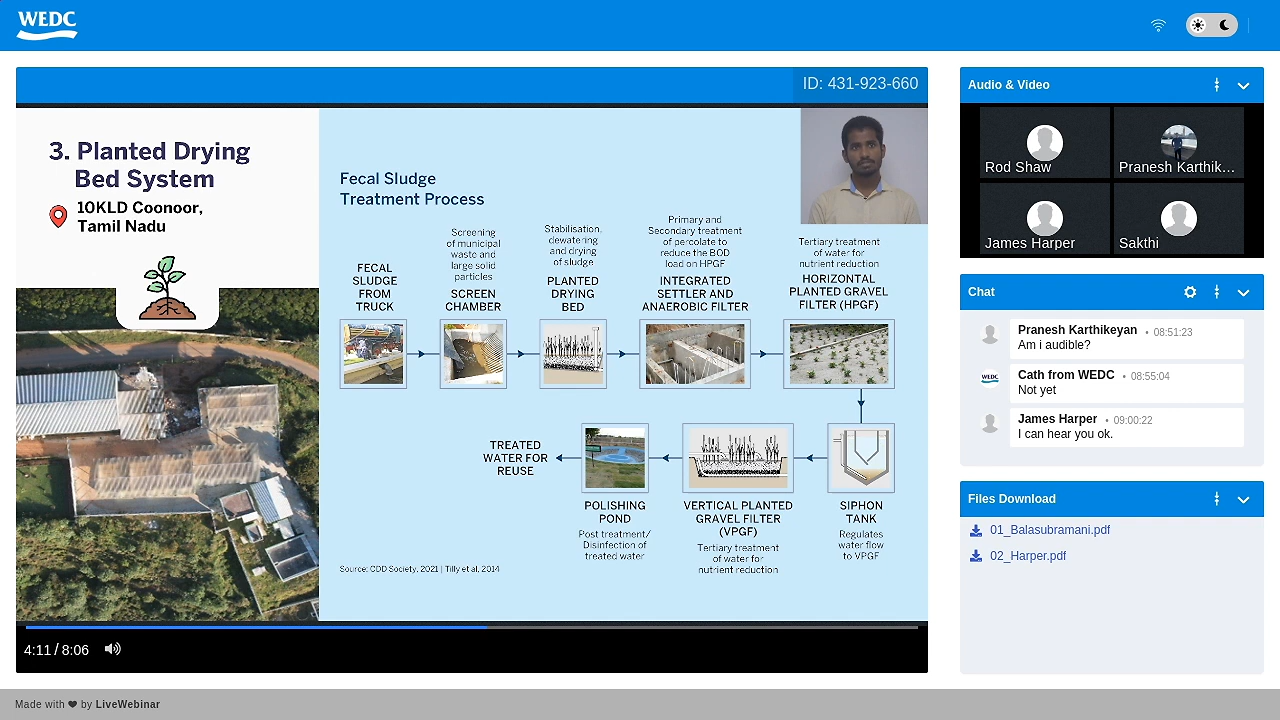 WEDC
ID: 431-923-660
3. Planted Drying
Bed System
10KLD Coonoor,
Tamil Nadu
Fecal Sludge
Treatment Process
FECAL
SLUDGE
FROM
TRUCK
Screening
of municipal
waste and
large solid
particles
SCREEN
CHAMBER
Stabilisation,
dewatering
and drying
of sludge
PLANTED
DRYING
BED
Primary and
Secondary treatment
of percolate to
reduce the BOD
load on HPGF
INTEGRATED
SETTLER AND
ANAEROBIC FILTER
Tertiary treatment
of water for
nutrient reduction
HORIZONTAL
PLANTED GRAVEL
FILTER (HPGF)
TREATED
WATER FOR
REUSE
POLISHING
POND
Post treatment/
Disinfection of
treated water
VERTICAL PLANTED
GRAVEL FILTER
(VPGF)
Tertiary treatment
of water for
nutrient reduction
SIPHON
TANK
Regulates
water flow
to VPGF
Source: CDD Society, 2021 | Tilly et al, 2014
4:11 / 8:06
Audio & Video
Rod Shaw
Pranesh Karthik...
James Harper
Sakthi
Chat
Pranesh Karthikeyan • 08:51:23
Am i audible?
WEDC
Cath from WEDC • 08:55:04
Not yet
James Harper • 09:00:22
I can hear you ok.
Files Download
01_Balasubramani.pdf
02_Harper.pdf
Made with ❤ by LiveWebinar